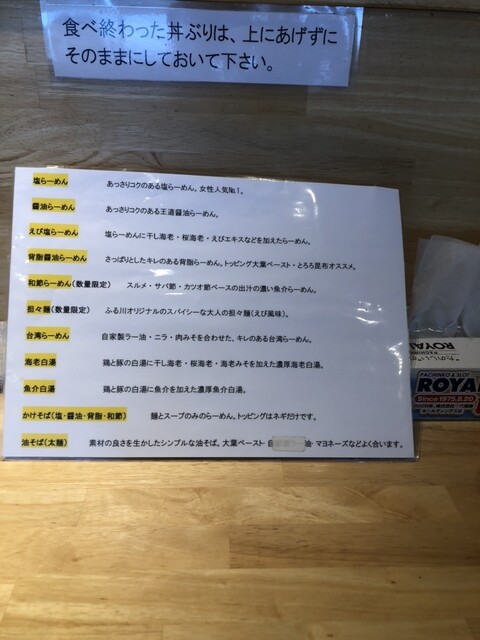 食べ終わった丼ぶりは、上にあげずに
そのままにしておいて下さい。
塩らーめん あっさりコクのある塩らーめん。女性人気№1。
醤油らーめん あっさりコクのある王道醤油らーめん。
えび塩らーめん 塩らーめんに干し海老・桜海老・えびエキスなどを加えたらーめん。
背脂醤油らーめん さっぱりとしたキレのある背脂らーめん。トッピング大葉ペースト・とろろ昆布オススメ。
和節らーめん(数量限定) スルメ・サバ節・カツオ節ベースの出汁の濃い魚介らーめん。
担々麺(数量限定) ふる川オリジナルのスパイシーな大人の担々麺(えび風味)。
台湾らーめん 自家製ラー油・ニラ・肉みそを合わせた、キレのある台湾らーめん。
海老白湯 鶏と豚の白湯に干し海老・桜海老・海老みそを加えた濃厚海老白湯。
魚介白湯 鶏と豚の白湯に魚介を加えた濃厚魚介白湯。
かけそば(塩・醤油・背脂・和節) 麺とスープのみのらーめん。トッピングはネギだけです。
油そば(太麺) 素材の良さを生かしたシンプルな油そば。大葉ペースト 油・マヨネーズなどよく合います。
ROYAL
PACHINKO & SLOT
ROYA
Since 1975.8.20